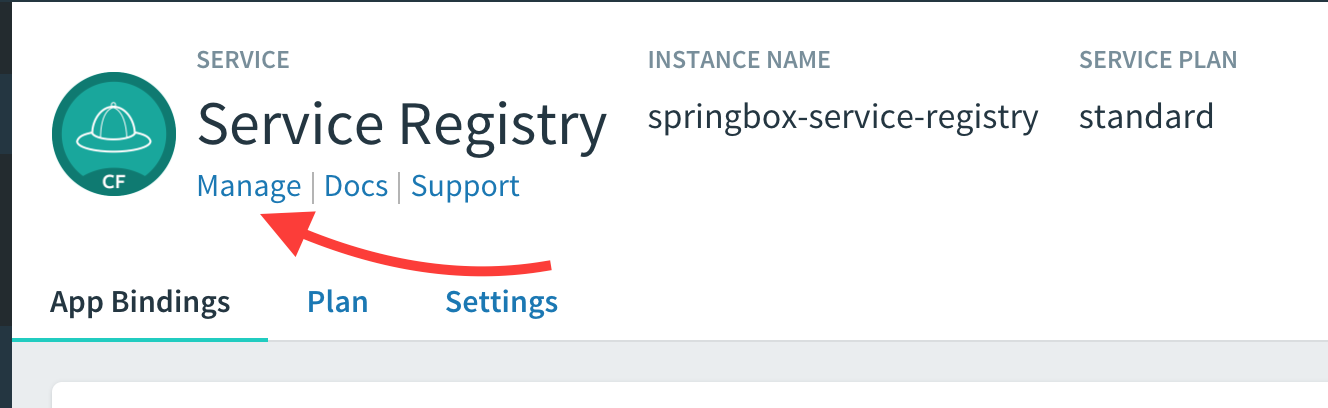 SERVICE
Service Registry
Manage | Docs | Support
INSTANCE NAME
springbox-service-registry
SERVICE PLAN
standard
CF
App Bindings
Plan
Settings